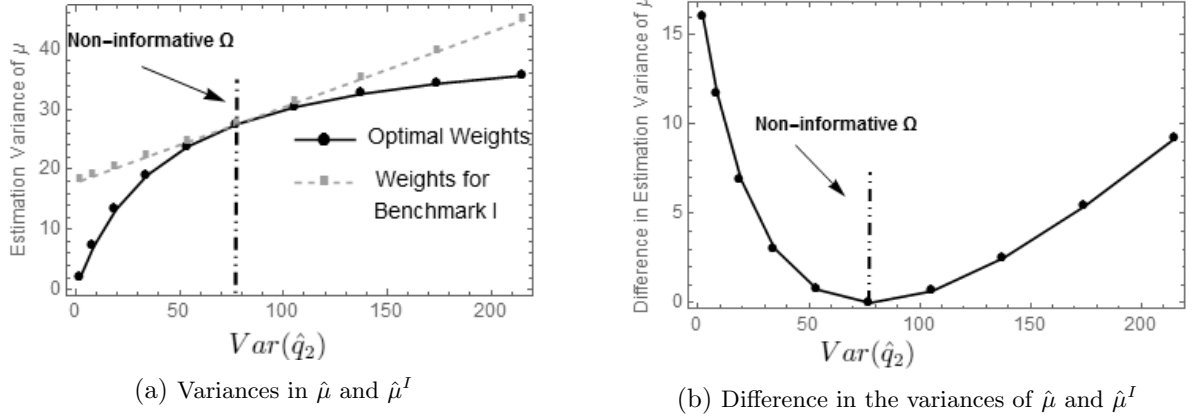 Estimation Variance of μ
40
30
20
10
0
Non–informative Ω
Optimal Weights
Weights for
Benchmark I
0 50 100 150 200
Var(q̂₂)
(a) Variances in μ̂ and μ̂ᴵ
Difference in Estimation Variance of μ
15
10
5
0
Non–informative Ω
0 50 100 150 200
Var(q̂₂)
(b) Difference in the variances of μ̂ and μ̂ᴵ